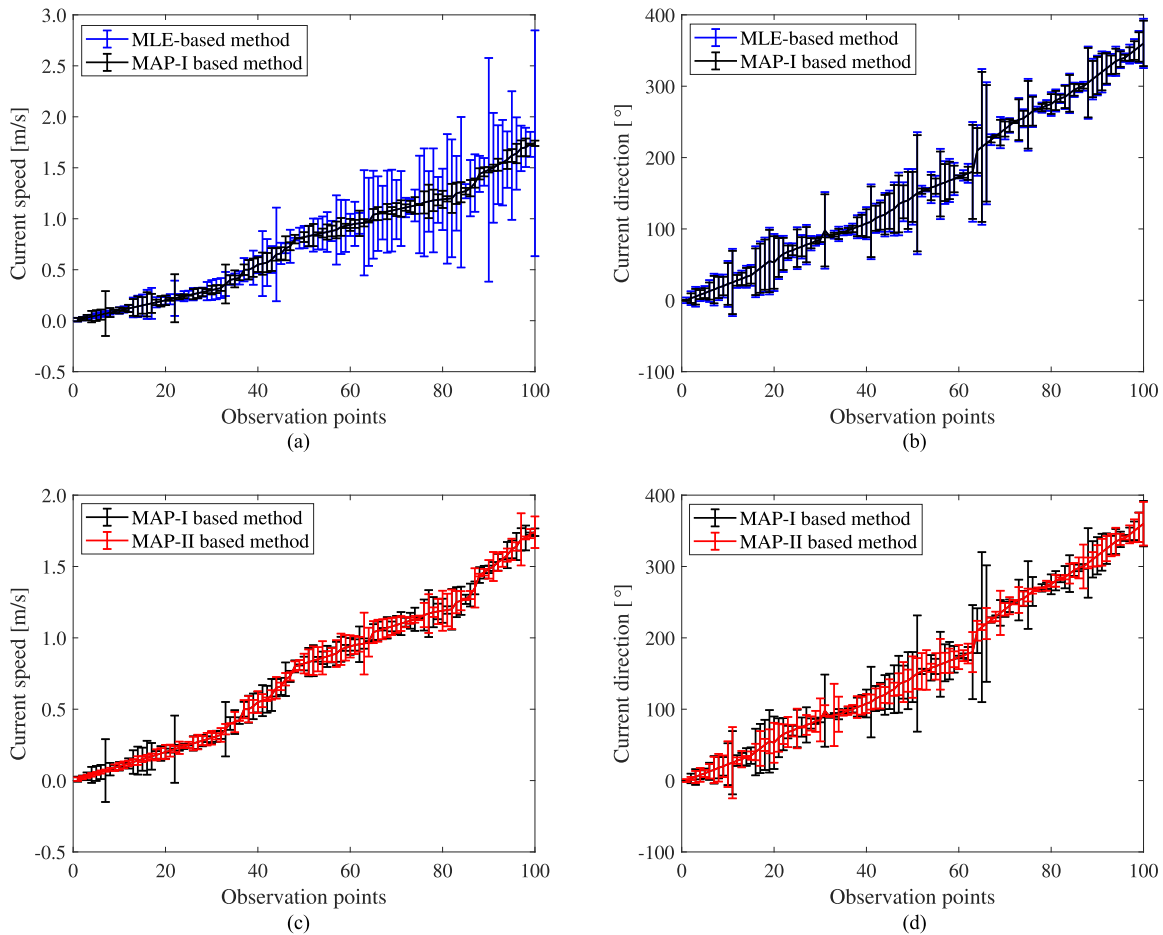 3.0
2.5
2.0
1.5
1.0
0.5
0.0
-0.5
Current speed [m/s]
MLE-based method
MAP-I based method
0 20 40 60 80 100
Observation points
(a)
400
300
200
100
0
-100
Current direction [°]
MLE-based method
MAP-I based method
0 20 40 60 80 100
Observation points
(b)
2.0
1.5
1.0
0.5
0.0
-0.5
Current speed [m/s]
MAP-I based method
MAP-II based method
0 20 40 60 80 100
Observation points
(c)
400
300
200
100
0
-100
Current direction [°]
MAP-I based method
MAP-II based method
0 20 40 60 80 100
Observation points
(d)